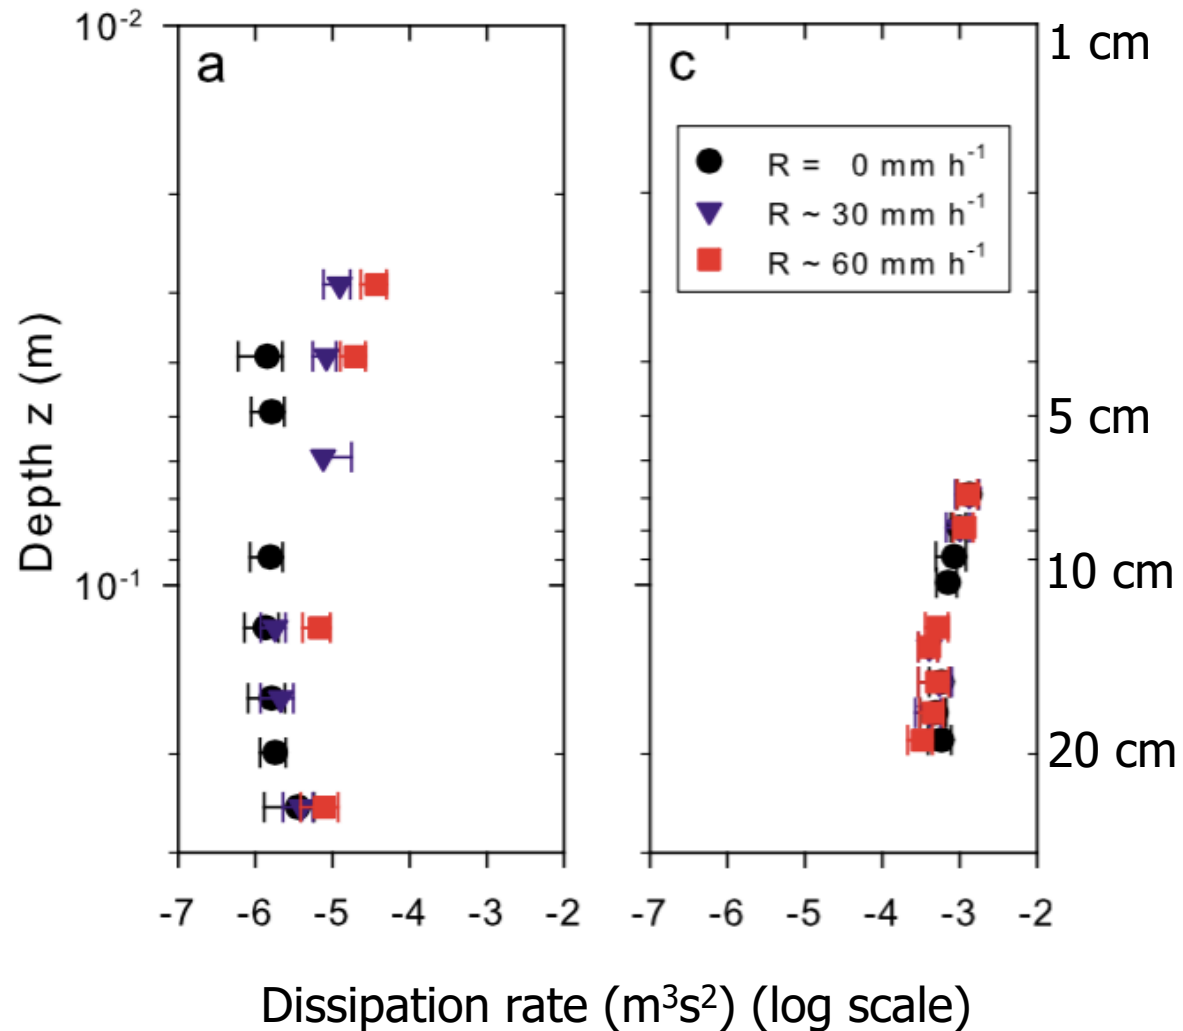 10⁻²
a
c
1 cm
R = 0 mm h⁻¹
R ~ 30 mm h⁻¹
R ~ 60 mm h⁻¹
Depth z (m)
5 cm
10⁻¹
10 cm
20 cm
-7 -6 -5 -4 -3 -2
-7 -6 -5 -4 -3 -2
Dissipation rate (m³s²) (log scale)